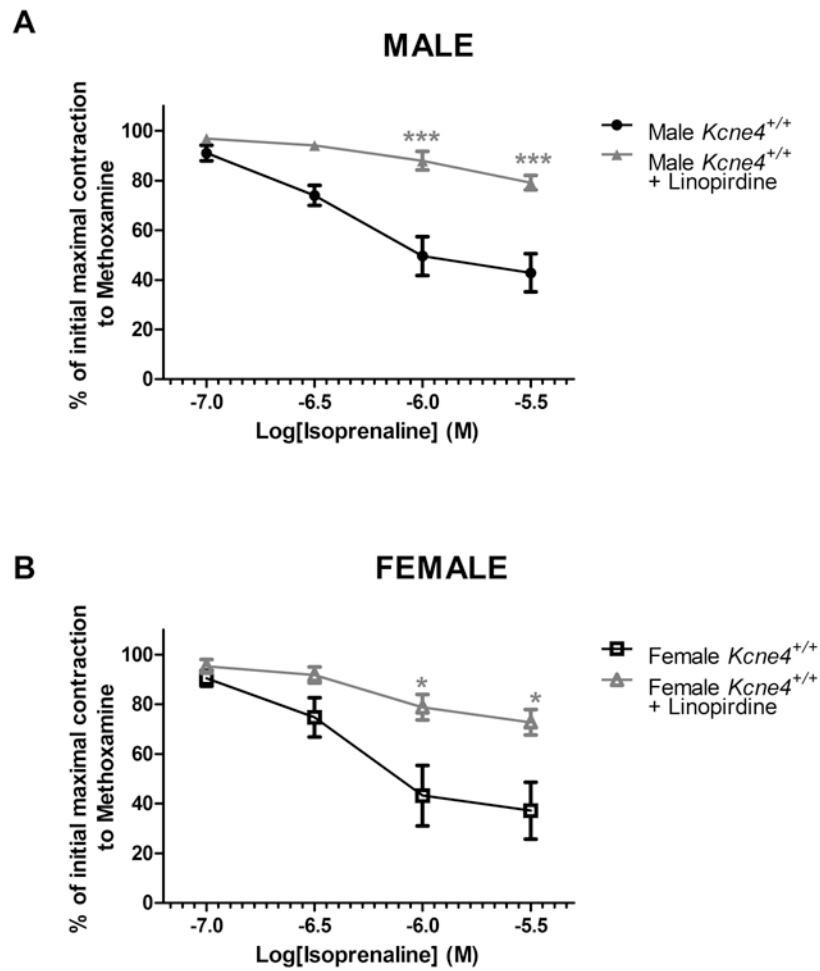 A
MALE
% of initial maximal contraction
to Methoxamine
100
80
60
40
20
0
***
***
-7.0
-6.5
-6.0
-5.5
Log[Isoprenaline] (M)
Male Kcne4+/+
Male Kcne4+/+
+ Linopirdine
B
FEMALE
% of initial maximal contraction
to Methoxamine
100
80
60
40
20
0
*
*
-7.0
-6.5
-6.0
-5.5
Log[Isoprenaline] (M)
Female Kcne4+/+
Female Kcne4+/+
+ Linopirdine